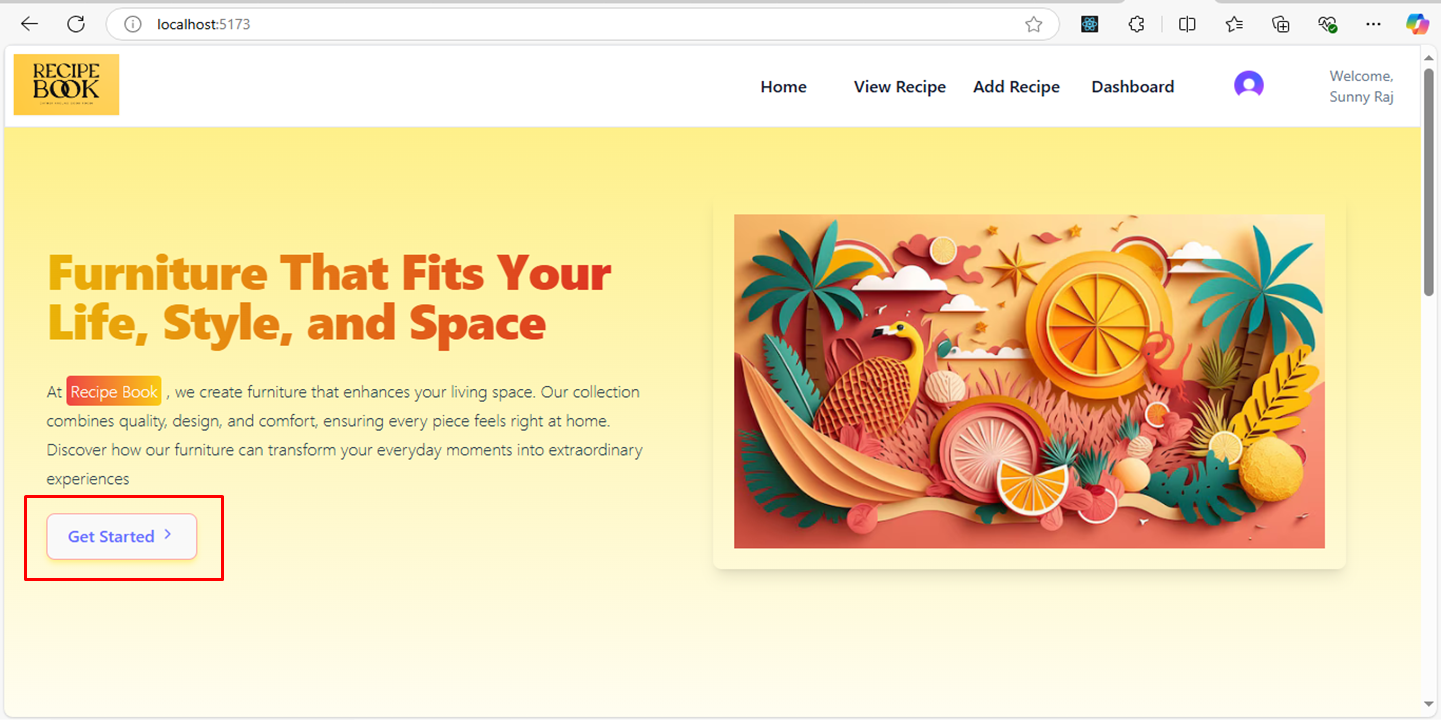 localhost:5173
RECIPE
BOOK
Home View Recipe Add Recipe Dashboard
Welcome,
Sunny Raj
Furniture That Fits Your
Life, Style, and Space
At Recipe Book , we create furniture that enhances your living space. Our collection
combines quality, design, and comfort, ensuring every piece feels right at home.
Discover how our furniture can transform your everyday moments into extraordinary
experiences
Get Started